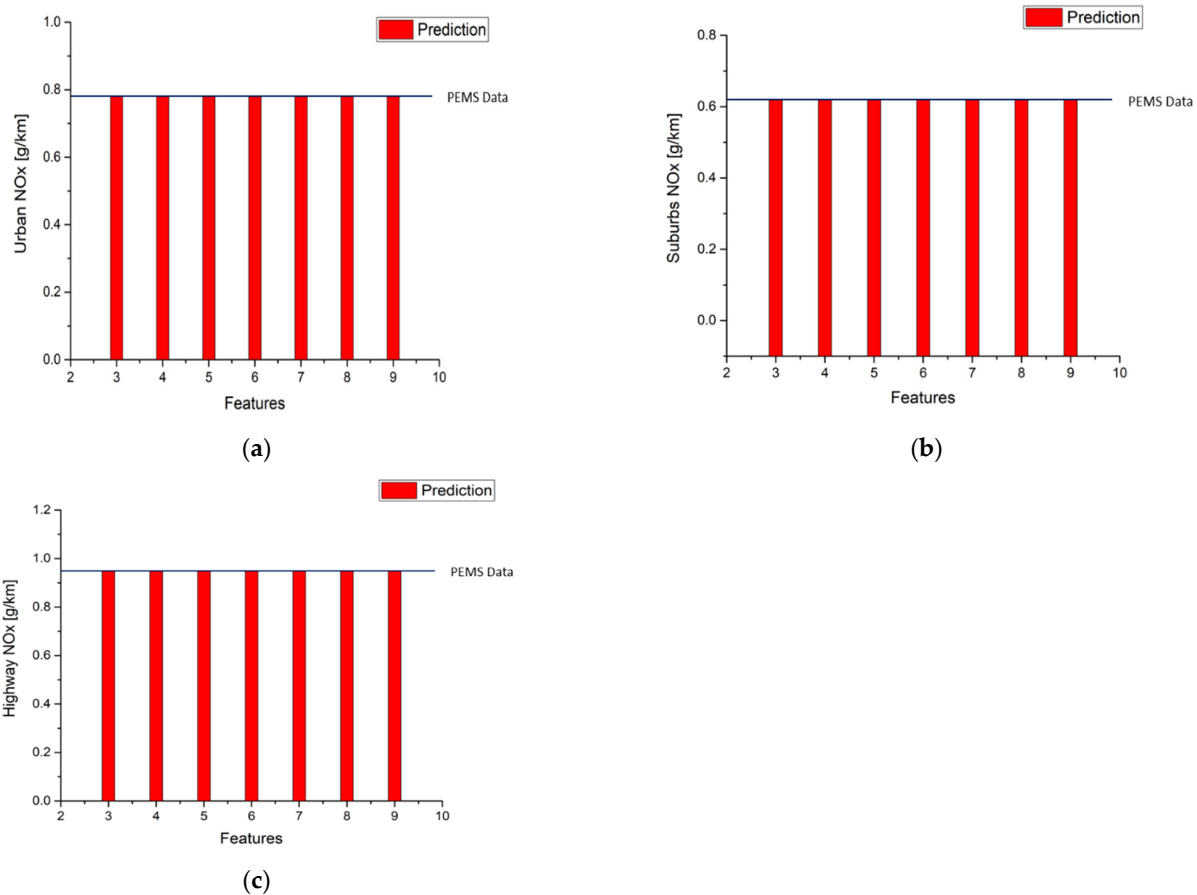 Prediction
1.0
0.8
0.6
0.4
0.2
0.0
Urban NOx [g/km]
PEMS Data
2 3 4 5 6 7 8 9 10
Features
(a)
Prediction
0.8
0.6
0.4
0.2
0.0
Suburbs NOx [g/km]
PEMS Data
2 3 4 5 6 7 8 9 10
Features
(b)
Prediction
1.2
1.0
0.8
0.6
0.4
0.2
0.0
Highway NOx [g/km]
PEMS Data
2 3 4 5 6 7 8 9 10
Features
(c)